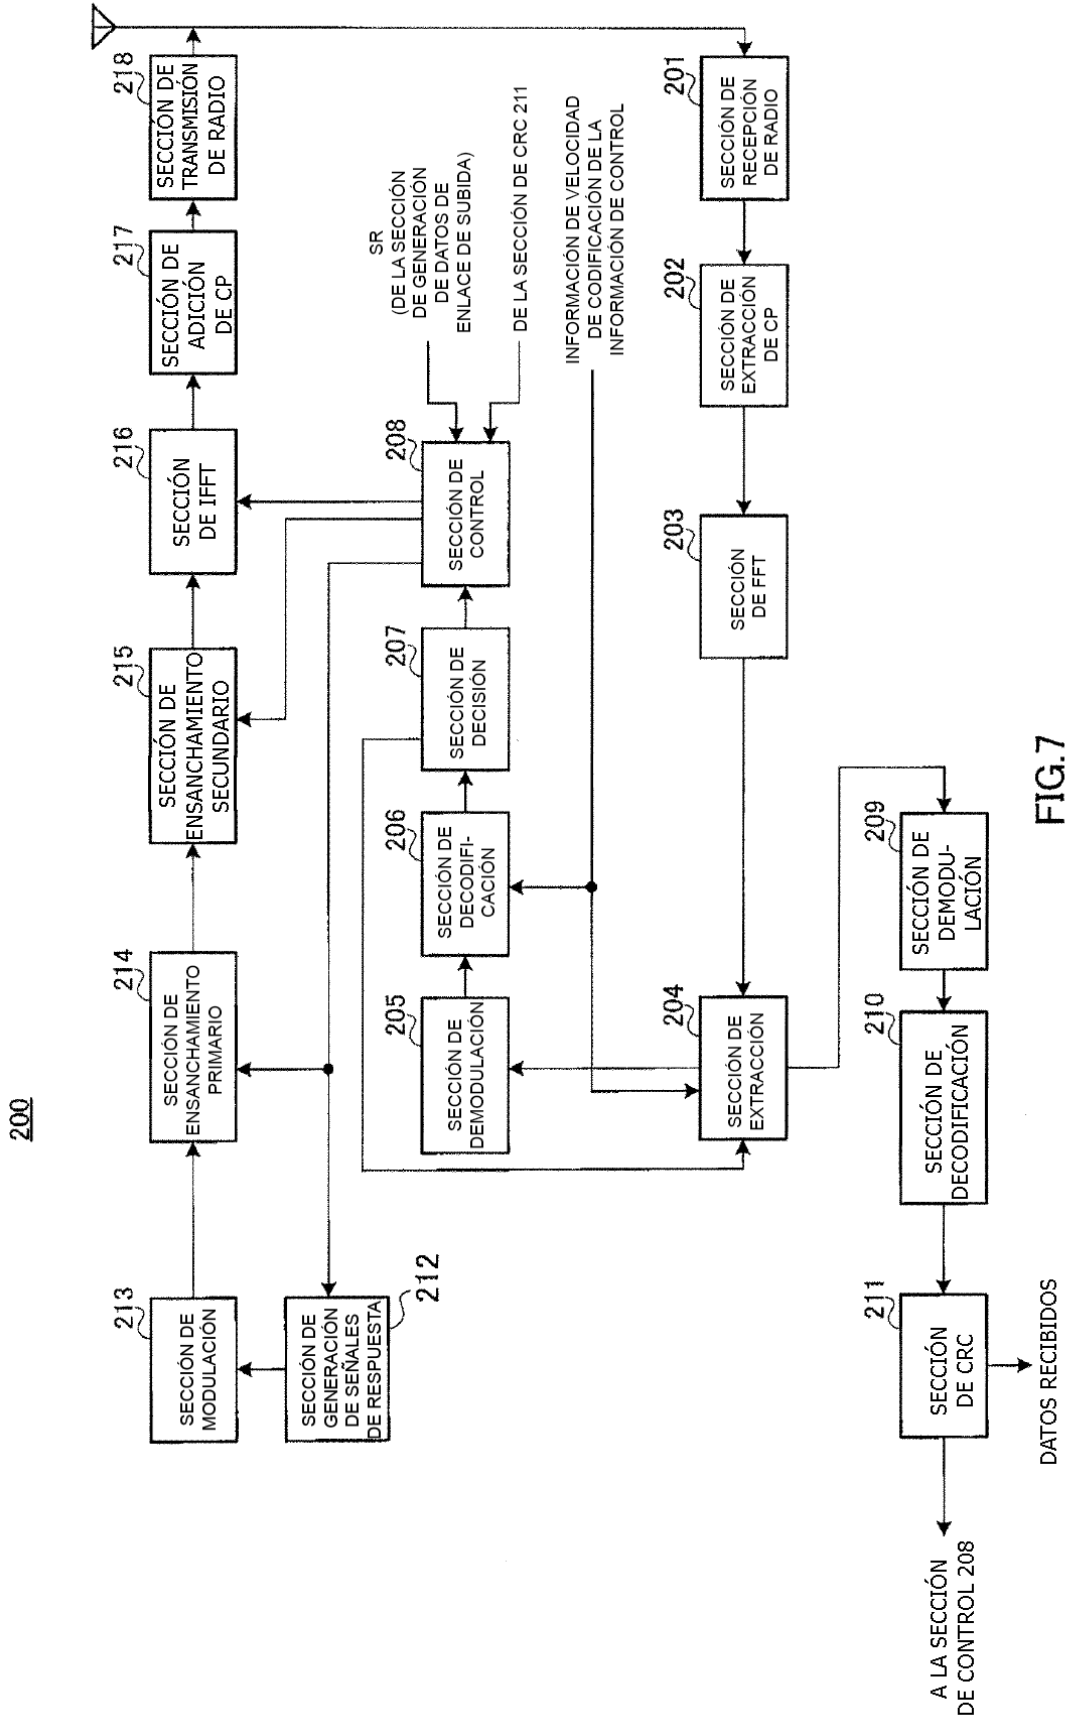 200
213
SECCIÓN DE
MODULACIÓN
214
SECCIÓN DE
ENSANCHAMIENTO
PRIMARIO
215
SECCIÓN DE
ENSANCHAMIENTO
SECUNDARIO
216
SECCIÓN
DE IFFT
217
SECCIÓN DE
ADICIÓN
DE CP
218
SECCIÓN DE
TRANSMISIÓN
DE RADIO
212
SECCIÓN DE
GENERACIÓN
DE SEÑALES
DE RESPUESTA
205
SECCIÓN DE
DEMODULACIÓN
206
SECCIÓN DE
DECODIFI-
CACIÓN
207
SECCIÓN DE
DECISIÓN
208
SECCIÓN DE
CONTROL
SR
(DE LA SECCIÓN
DE GENERACIÓN
DE DATOS DE
ENLACE DE SUBIDA)
DE LA SECCIÓN DE CRC 211
INFORMACIÓN DE VELOCIDAD
DE CODIFICACIÓN DE LA
INFORMACIÓN DE CONTROL
204
SECCIÓN DE
EXTRACCIÓN
203
SECCIÓN
DE FFT
202
SECCIÓN DE
EXTRACCIÓN
DE CP
201
SECCIÓN DE
RECEPCIÓN
DE RADIO
A LA SECCIÓN
DE CONTROL 208
211
SECCIÓN
DE CRC
210
SECCIÓN DE
DECODIFICACIÓN
209
SECCIÓN DE
DEMODU-
LACIÓN
DATOS RECIBIDOS
FIG.7